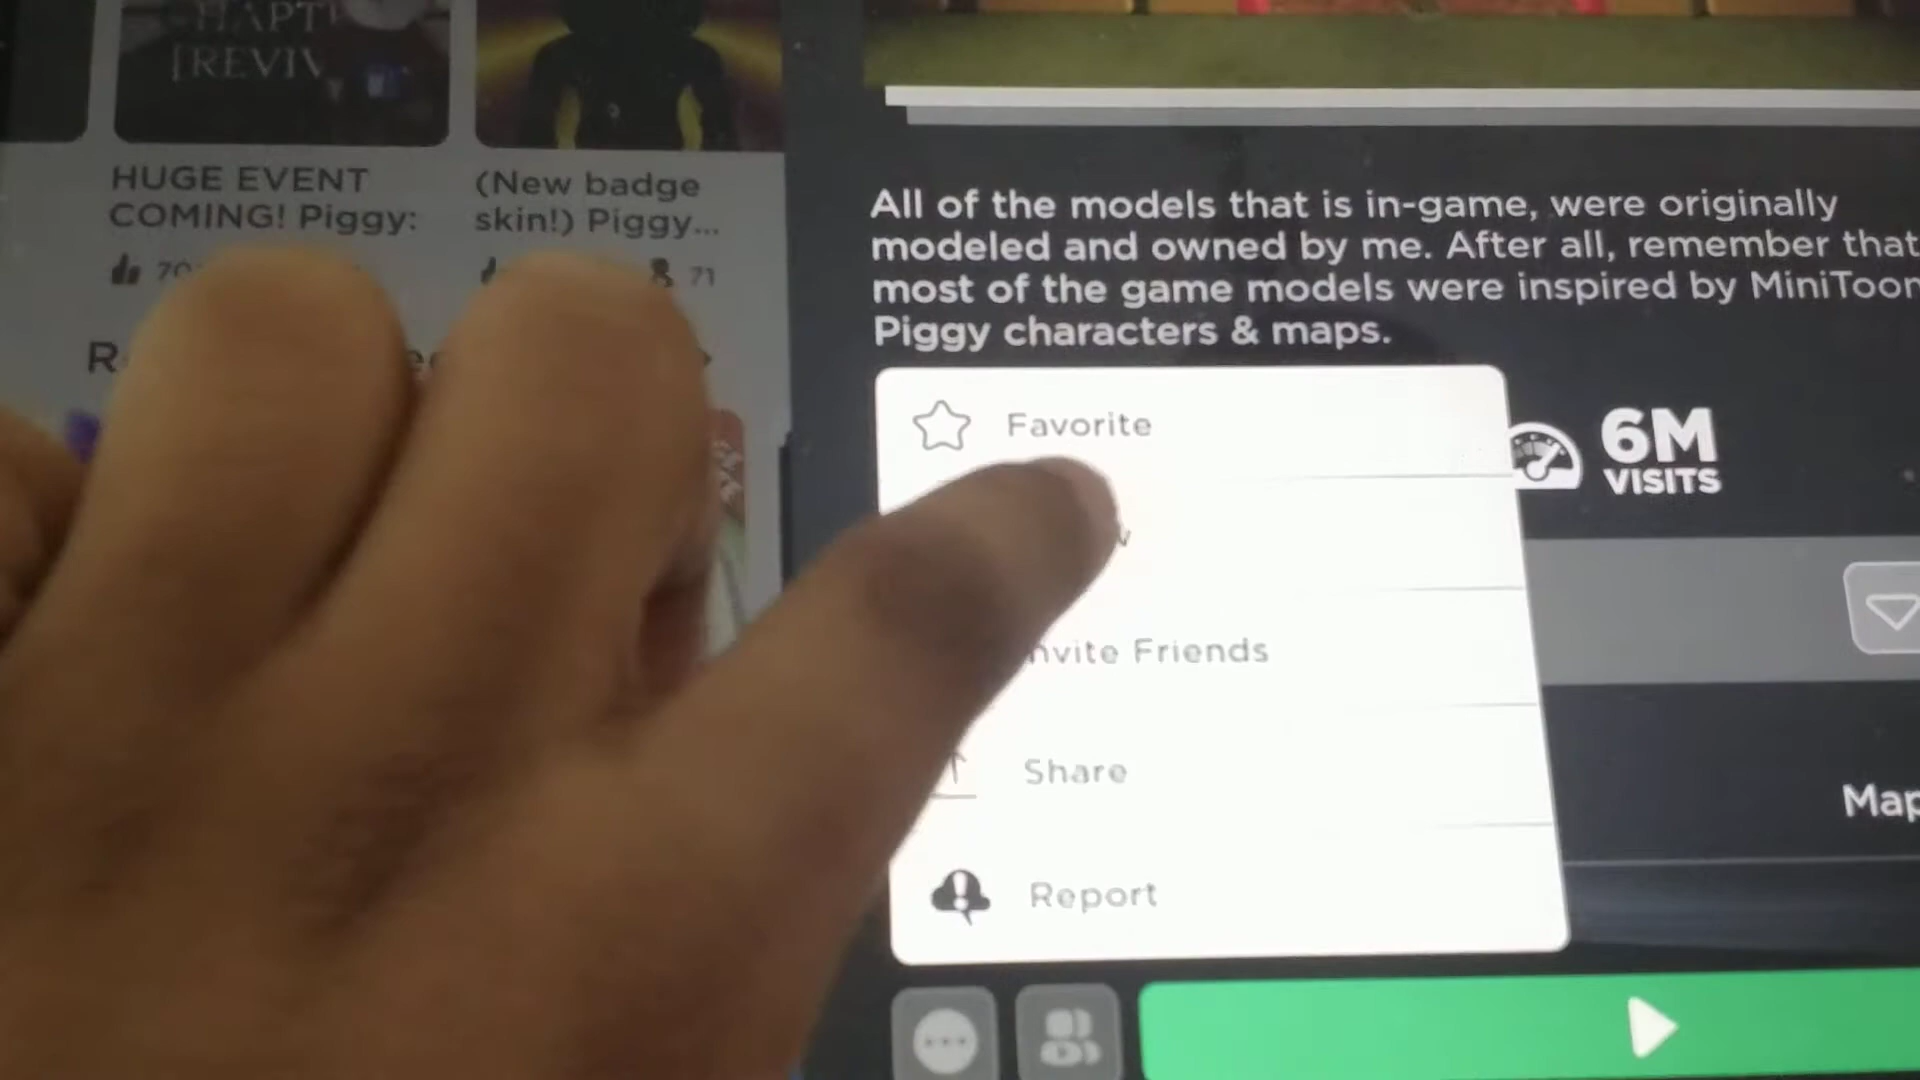 [REVIV
HUGE EVENT
COMING! Piggy:
(New badge
skin!) Piggy...
71
All of the models that is in-game, were originally
modeled and owned by me. After all, remember that
most of the game models were inspired by MiniToon
Piggy characters & maps.
Favorite
6M
VISITS
nvite Friends
Share
Map
Report